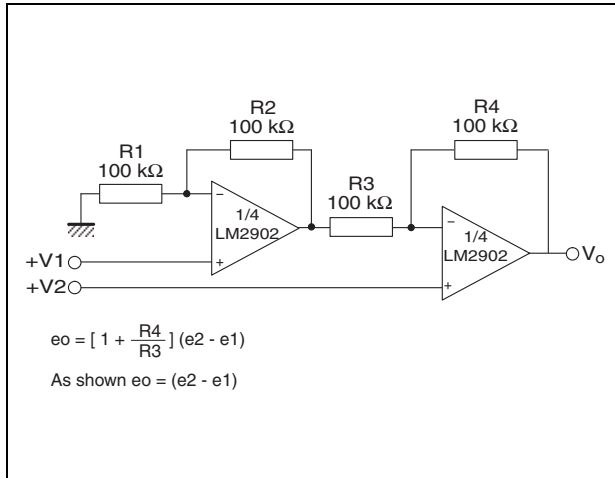 R2
100 kΩ
R4
100 kΩ
R1
100 kΩ
R3
100 kΩ
−
1/4
LM2902
+
−
1/4
LM2902
+
+V1
+V2
Vo
eo = [ 1 + R4/R3 ] (e2 - e1)
As shown eo = (e2 - e1)